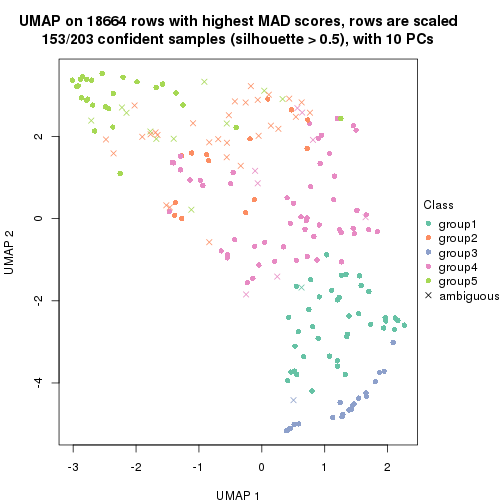 UMAP on 18664 rows with highest MAD scores, rows are scaled
153/203 confident samples (silhouette > 0.5), with 10 PCs
UMAP 2
2
0
-2
-4
-3
-2
-1
0
1
2
UMAP 1
Class
group1
group2
group3
group4
group5
ambiguous